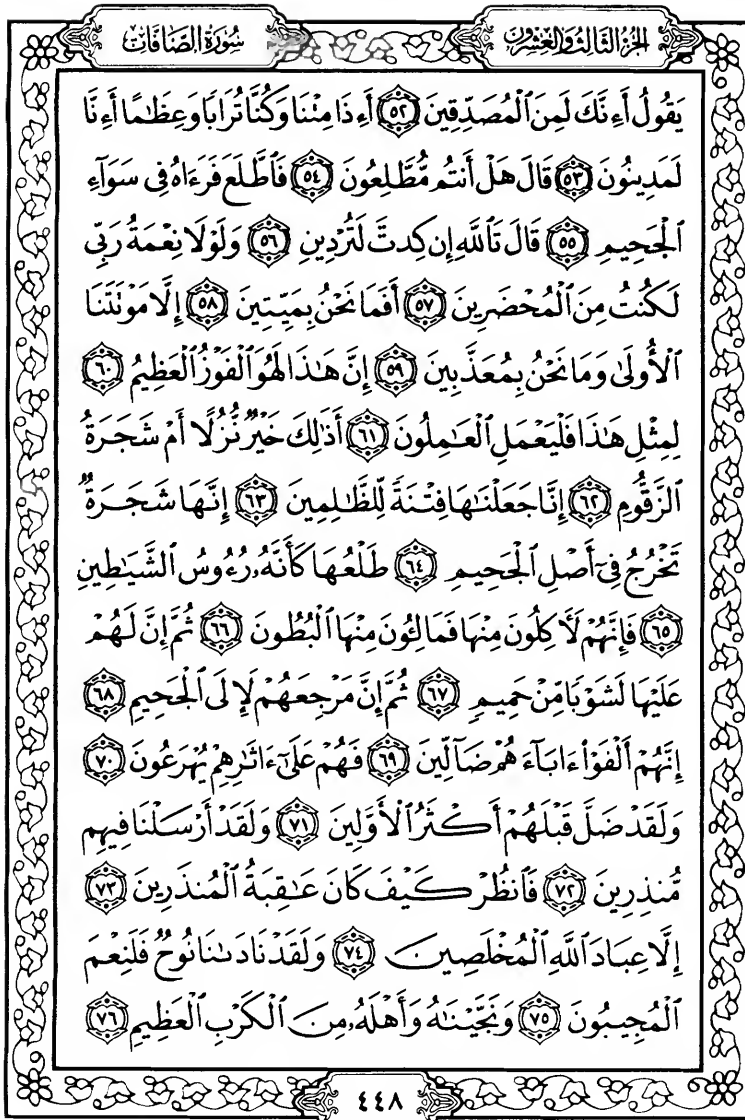 الجزء الثالث والعشرون
سورة الصافات
يَقُولُ أَءِنَّكَ لَمِنَ ٱلْمُصَدِّقِينَ ٥٢ أَءِذَا مِتْنَا وَكُنَّا تُرَابًا وَعِظَٰمًا أَءِنَّا
لَمَدِينُونَ ٥٣ قَالَ هَلْ أَنتُم مُّطَّلِعُونَ ٥٤ فَٱطَّلَعَ فَرَءَاهُ فِى سَوَآءِ
ٱلْجَحِيمِ ٥٥ قَالَ تَٱللَّهِ إِن كِدتَّ لَتُرْدِينِ ٥٦ وَلَوْلَا نِعْمَةُ رَبِّى
لَكُنتُ مِنَ ٱلْمُحْضَرِينَ ٥٧ أَفَمَا نَحْنُ بِمَيِّتِينَ ٥٨ إِلَّا مَوْتَتَنَا
ٱلْأُولَىٰ وَمَا نَحْنُ بِمُعَذَّبِينَ ٥٩ إِنَّ هَٰذَا لَهُوَ ٱلْفَوْزُ ٱلْعَظِيمُ ٦٠
لِمِثْلِ هَٰذَا فَلْيَعْمَلِ ٱلْعَٰمِلُونَ ٦١ أَذَٰلِكَ خَيْرٌ نُّزُلًا أَمْ شَجَرَةُ
ٱلزَّقُّومِ ٦٢ إِنَّا جَعَلْنَٰهَا فِتْنَةً لِّلظَّٰلِمِينَ ٦٣ إِنَّهَا شَجَرَةٌ
تَخْرُجُ فِىٓ أَصْلِ ٱلْجَحِيمِ ٦٤ طَلْعُهَا كَأَنَّهُۥ رُءُوسُ ٱلشَّيَٰطِينِ
٦٥ فَإِنَّهُمْ لَءَاكِلُونَ مِنْهَا فَمَالِـُٔونَ مِنْهَا ٱلْبُطُونَ ٦٦ ثُمَّ إِنَّ لَهُمْ
عَلَيْهَا لَشَوْبًا مِّنْ حَمِيمٍ ٦٧ ثُمَّ إِنَّ مَرْجِعَهُمْ لَإِلَى ٱلْجَحِيمِ ٦٨
إِنَّهُمْ أَلْفَوْا۟ ءَابَآءَهُمْ ضَآلِّينَ ٦٩ فَهُمْ عَلَىٰٓ ءَاثَٰرِهِمْ يُهْرَعُونَ ٧٠
وَلَقَدْ ضَلَّ قَبْلَهُمْ أَكْثَرُ ٱلْأَوَّلِينَ ٧١ وَلَقَدْ أَرْسَلْنَا فِيهِم
مُّنذِرِينَ ٧٢ فَٱنظُرْ كَيْفَ كَانَ عَٰقِبَةُ ٱلْمُنذَرِينَ ٧٣
إِلَّا عِبَادَ ٱللَّهِ ٱلْمُخْلَصِينَ ٧٤ وَلَقَدْ نَادَىٰنَا نُوحٌ فَلَنِعْمَ
ٱلْمُجِيبُونَ ٧٥ وَنَجَّيْنَٰهُ وَأَهْلَهُۥ مِنَ ٱلْكَرْبِ ٱلْعَظِيمِ ٧٦
٤٤٨